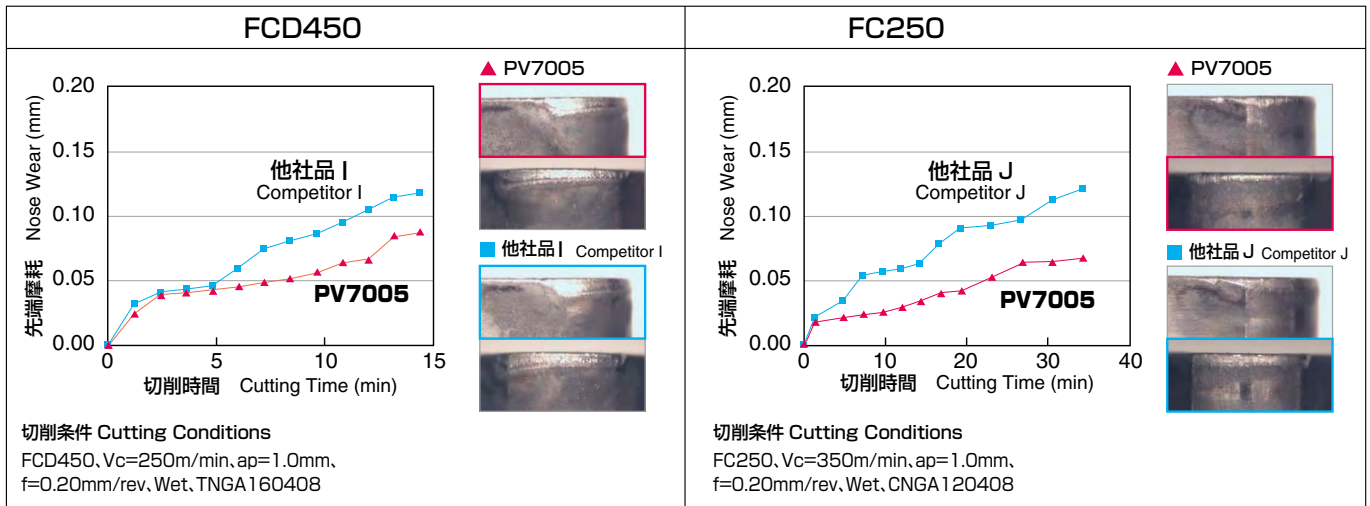 FCD450
0.20
0.15
0.10
0.05
0.00
先端摩耗 Nose Wear (mm)
他社品 I
Competitor I
PV7005
0
5
10
15
切削時間 Cutting Time (min)
▲ PV7005
■ 他社品 I Competitor I
切削条件 Cutting Conditions
FCD450、Vc=250m/min、ap=1.0mm、
f=0.20mm/rev、Wet、TNGA160408
FC250
0.20
0.15
0.10
0.05
0.00
先端摩耗 Nose Wear (mm)
他社品 J
Competitor J
PV7005
0
10
20
30
40
切削時間 Cutting Time (min)
▲ PV7005
■ 他社品 J Competitor J
切削条件 Cutting Conditions
FC250、Vc=350m/min、ap=1.0mm、
f=0.20mm/rev、Wet、CNGA120408